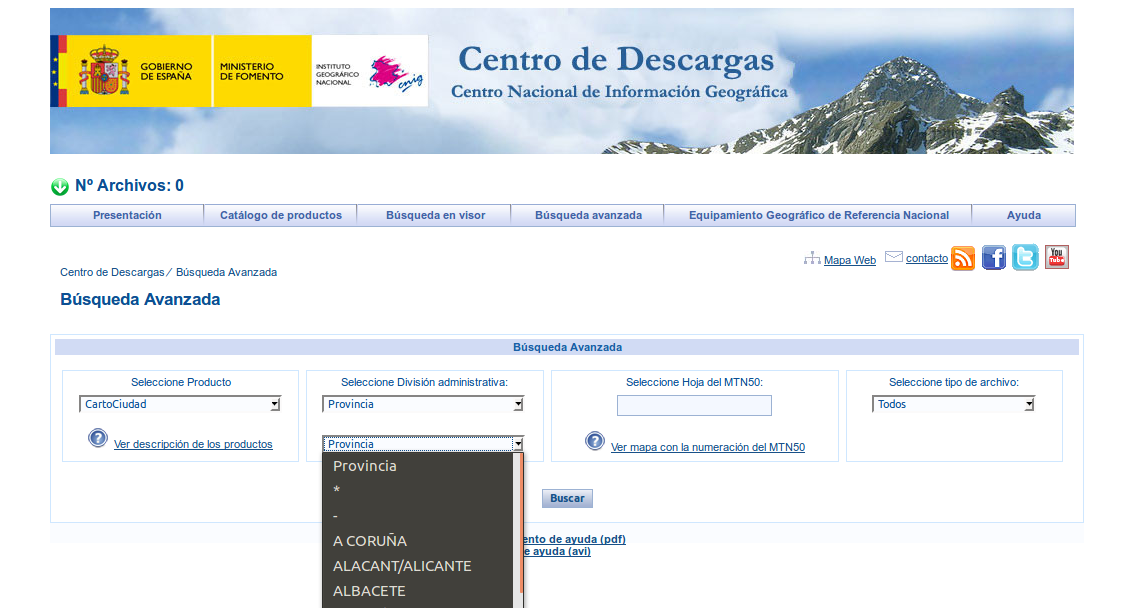 GOBIERNO
DE ESPAÑA
MINISTERIO
DE FOMENTO
INSTITUTO
GEOGRÁFICO
NACIONAL
cnig
Centro de Descargas
Centro Nacional de Información Geográfica
Nº Archivos: 0
Presentación Catálogo de productos Búsqueda en visor Búsqueda avanzada Equipamiento Geográfico de Referencia Nacional Ayuda
Mapa Web contacto You Tube
Centro de Descargas/ Búsqueda Avanzada
Búsqueda Avanzada
Búsqueda Avanzada
Seleccione Producto Seleccione División administrativa: Seleccione Hoja del MTN50: Seleccione tipo de archivo:
CartoCiudad Provincia Todos
Ver descripción de los productos Provincia Ver mapa con la numeración del MTN50
Provincia
*
-
A CORUÑA
ALACANT/ALICANTE
ALBACETE
Buscar
ento de ayuda (pdf)
e ayuda (avi)